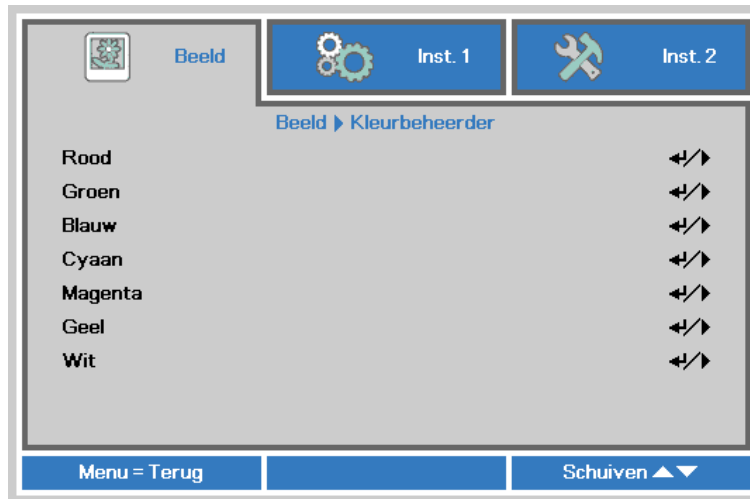 Beeld
Inst. 1
Inst. 2
Beeld ▶ Kleurbeheerder
Rood ↵/▶
Groen ↵/▶
Blauw ↵/▶
Cyaan ↵/▶
Magenta ↵/▶
Geel ↵/▶
Wit ↵/▶
Menu = Terug
Schuiven ▲▼